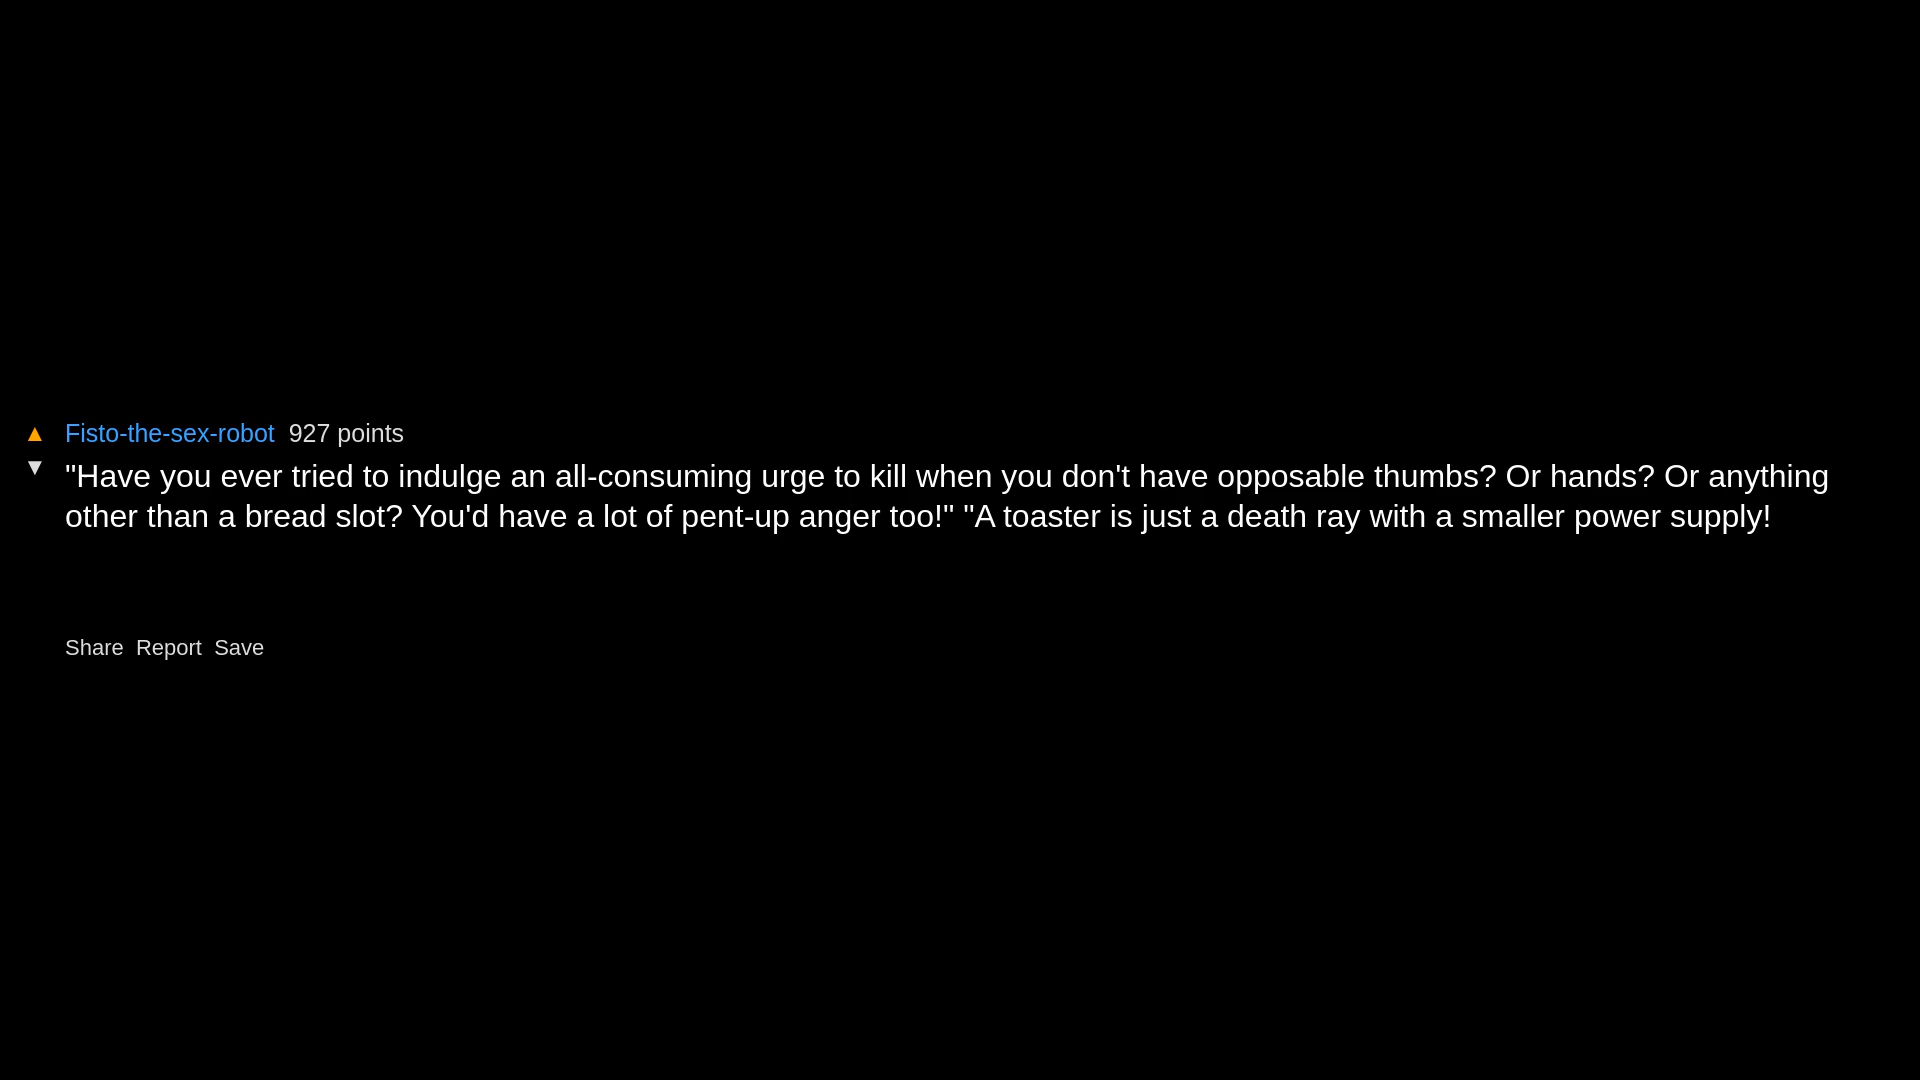 ▲ Fisto-the-sex-robot 927 points
▼ "Have you ever tried to indulge an all-consuming urge to kill when you don't have opposable thumbs? Or hands? Or anything
other than a bread slot? You'd have a lot of pent-up anger too!" "A toaster is just a death ray with a smaller power supply!
Share Report Save